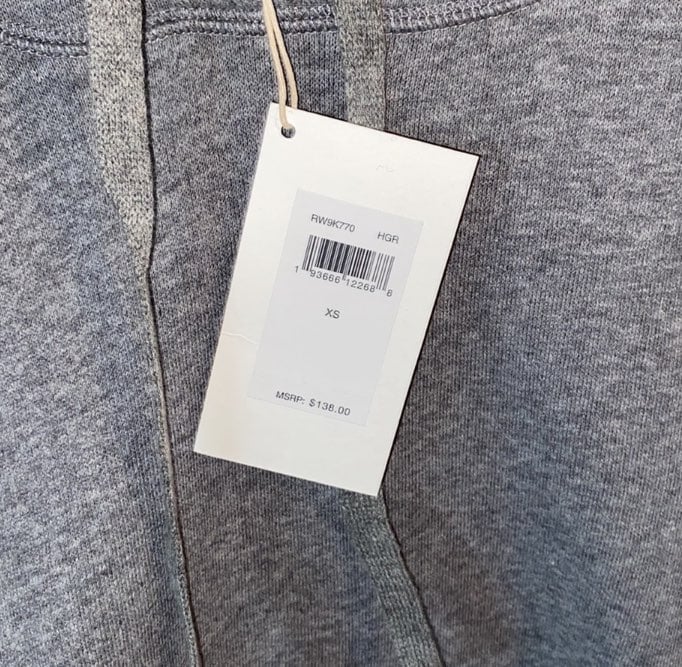 RW9K770 HGR
1 93666 12268 6
XS
MSRP: $138.00